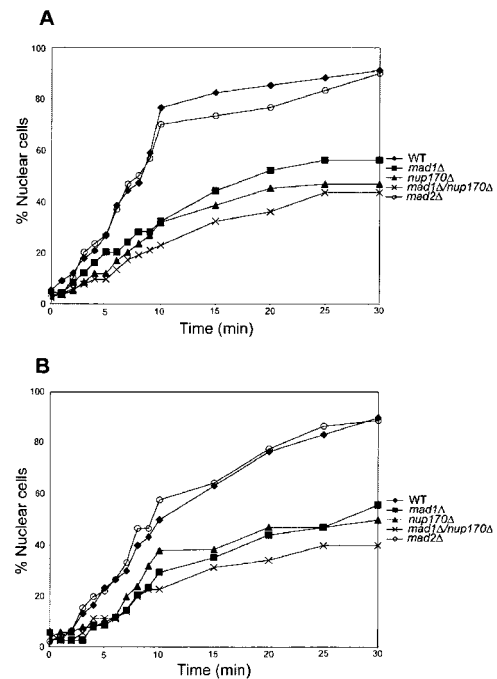 A
100
80
60
40
20
0
% Nuclear cells
0 5 10 15 20 25 30
Time (min)
WT
mad1Δ
nup170Δ
mad1Δ/nup170Δ
mad2Δ
B
100
80
60
40
20
0
% Nuclear cells
0 5 10 15 20 25 30
Time (min)
WT
mad1Δ
nup170Δ
mad1Δ/nup170Δ
mad2Δ